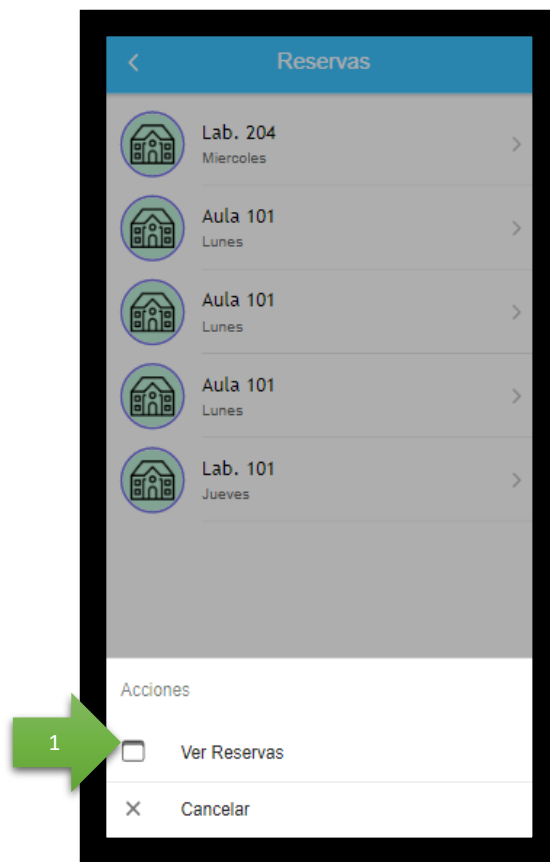 Reservas
Lab. 204
Miercoles
Aula 101
Lunes
Aula 101
Lunes
Aula 101
Lunes
Lab. 101
Jueves
Acciones
1
Ver Reservas
Cancelar